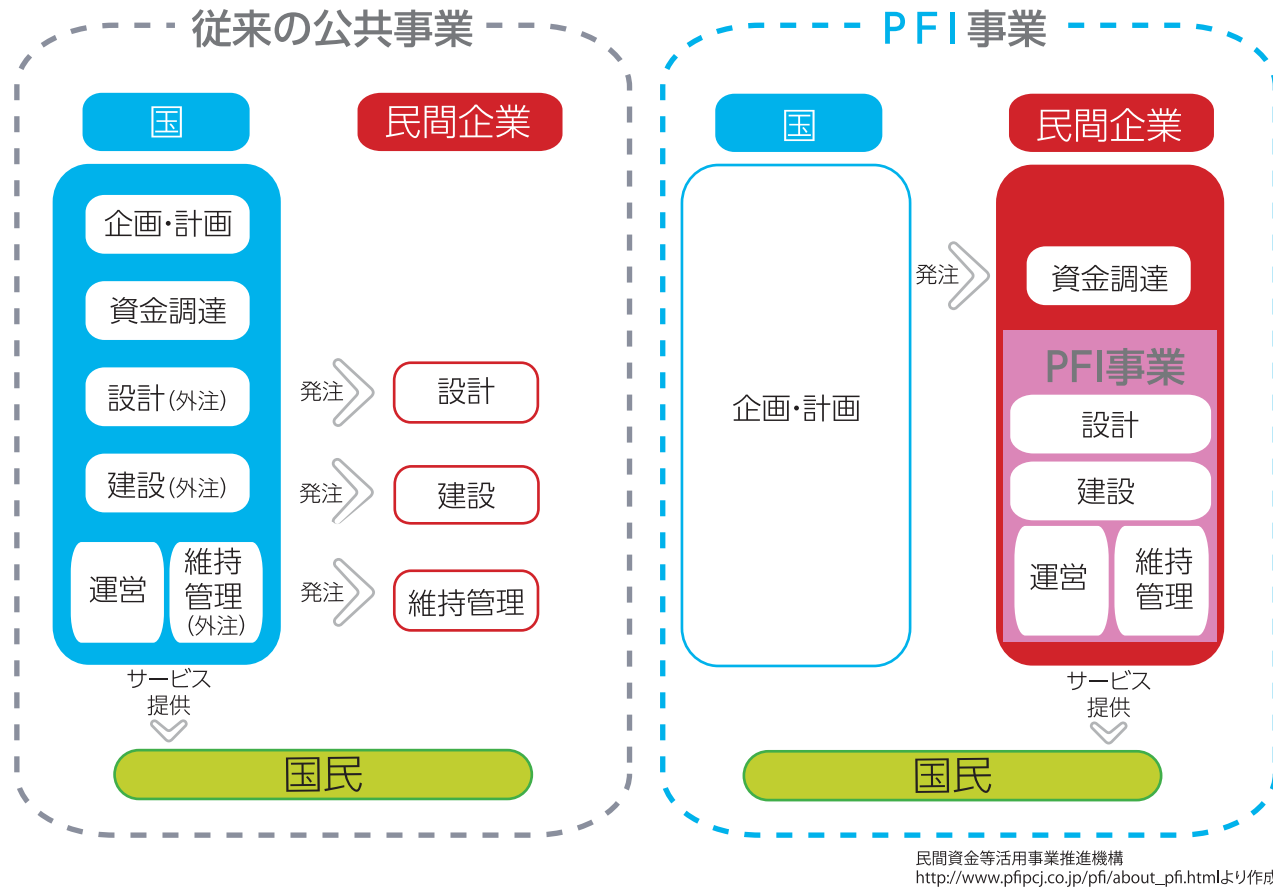 従来の公共事業
国
民間企業
企画・計画
資金調達
設計(外注)
発注
設計
建設(外注)
発注
建設
運営
維持
管理
(外注)
発注
維持管理
サービス
提供
国民
PFI事業
国
民間企業
企画・計画
発注
資金調達
PFI事業
設計
建設
運営
維持
管理
サービス
提供
国民
民間資金等活用事業推進機構
http://www.pfipcj.co.jp/pfi/about_pfi.htmlより作成